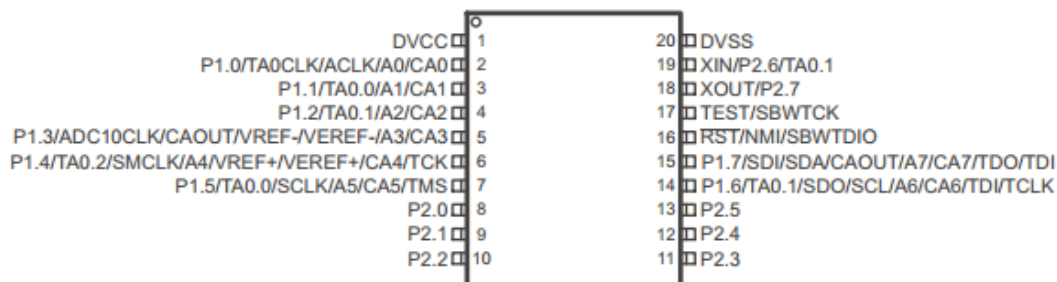 DVCC 1 20 DVSS
P1.0/TA0CLK/ACLK/A0/CA0 2 19 XIN/P2.6/TA0.1
P1.1/TA0.0/A1/CA1 3 18 XOUT/P2.7
P1.2/TA0.1/A2/CA2 4 17 TEST/SBWTCK
P1.3/ADC10CLK/CAOUT/VREF-/VEREF-/A3/CA3 5 16 RST/NMI/SBWTDIO
P1.4/TA0.2/SMCLK/A4/VREF+/VEREF+/CA4/TCK 6 15 P1.7/SDI/SDA/CAOUT/A7/CA7/TDO/TDI
P1.5/TA0.0/SCLK/A5/CA5/TMS 7 14 P1.6/TA0.1/SDO/SCL/A6/CA6/TDI/TCLK
P2.0 8 13 P2.5
P2.1 9 12 P2.4
P2.2 10 11 P2.3